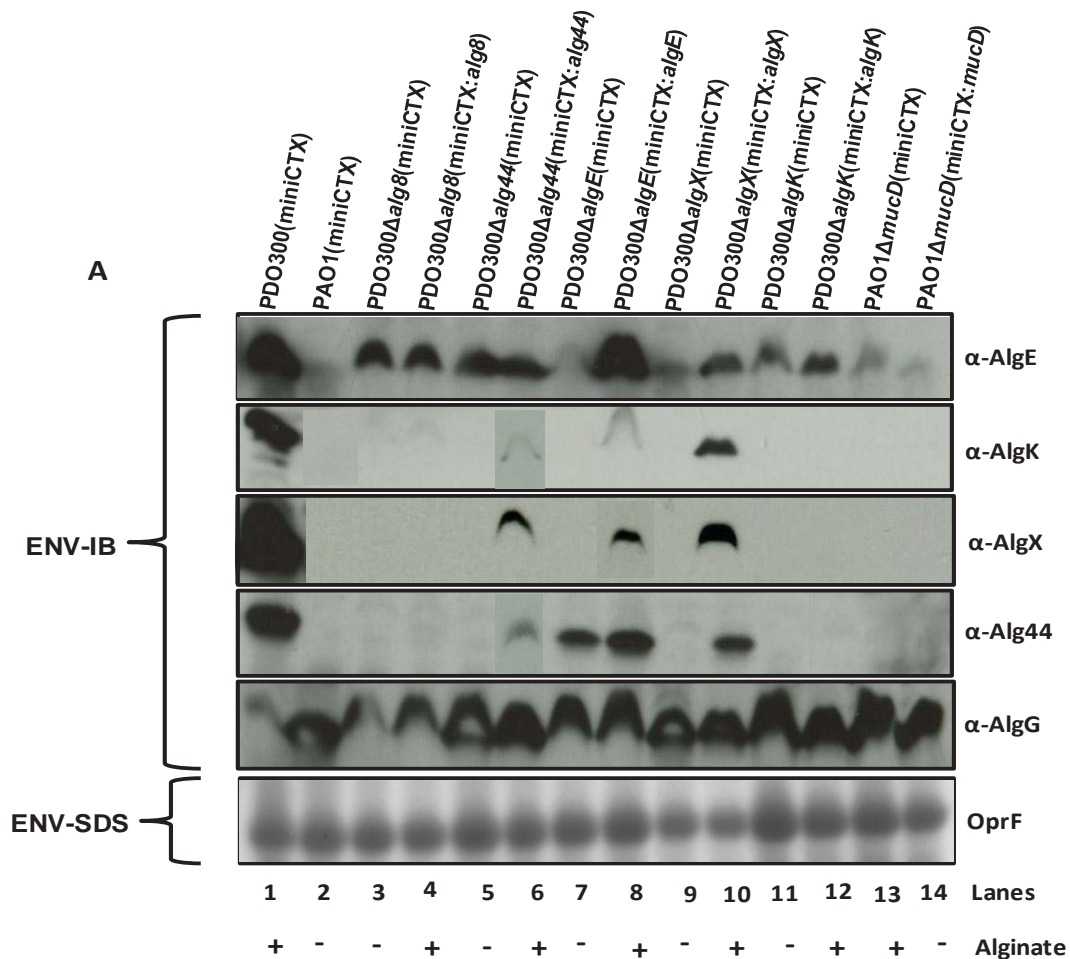 PDO300(miniCTX)
PAO1(miniCTX)
PDO300Δalg8(miniCTX)
PDO300Δalg8(miniCTX:alg8)
PDO300Δalg44(miniCTX)
PDO300Δalg44(miniCTX:alg44)
PDO300ΔalgE(miniCTX)
PDO300ΔalgE(miniCTX:algE)
PDO300ΔalgX(miniCTX)
PDO300ΔalgX(miniCTX:algX)
PDO300ΔalgK(miniCTX)
PDO300ΔalgK(miniCTX:algK)
PAO1ΔmucD(miniCTX)
PAO1ΔmucD(miniCTX:mucD)
A
α-AlgE
α-AlgK
ENV-IB
α-AlgX
α-Alg44
α-AlgG
ENV-SDS
OprF
1 2 3 4 5 6 7 8 9 10 11 12 13 14 Lanes
+ - - + - + - + - + - + + - Alginate